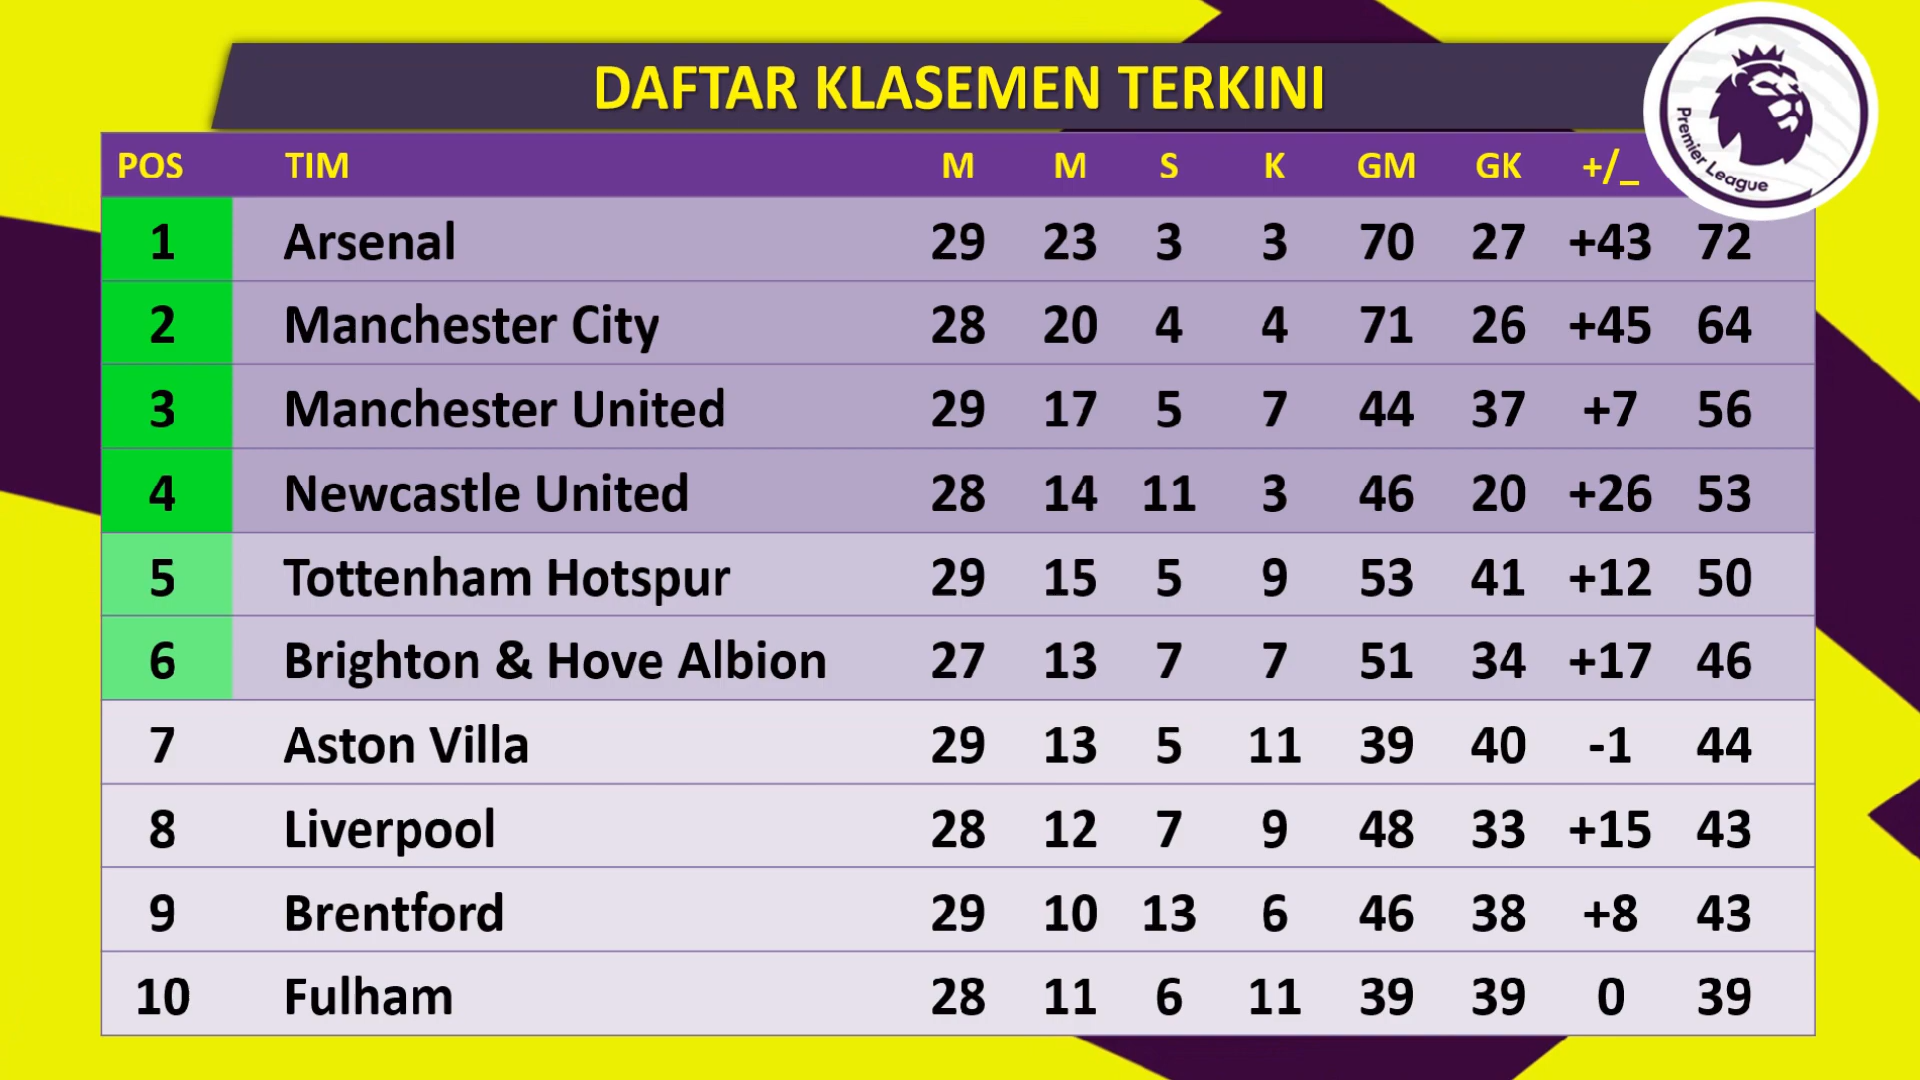 DAFTAR KLASEMEN TERKINI
Premier League
POS TIM M M S K GM GK +/_
1 Arsenal 29 23 3 3 70 27 +43 72
2 Manchester City 28 20 4 4 71 26 +45 64
3 Manchester United 29 17 5 7 44 37 +7 56
4 Newcastle United 28 14 11 3 46 20 +26 53
5 Tottenham Hotspur 29 15 5 9 53 41 +12 50
6 Brighton & Hove Albion 27 13 7 7 51 34 +17 46
7 Aston Villa 29 13 5 11 39 40 -1 44
8 Liverpool 28 12 7 9 48 33 +15 43
9 Brentford 29 10 13 6 46 38 +8 43
10 Fulham 28 11 6 11 39 39 0 39